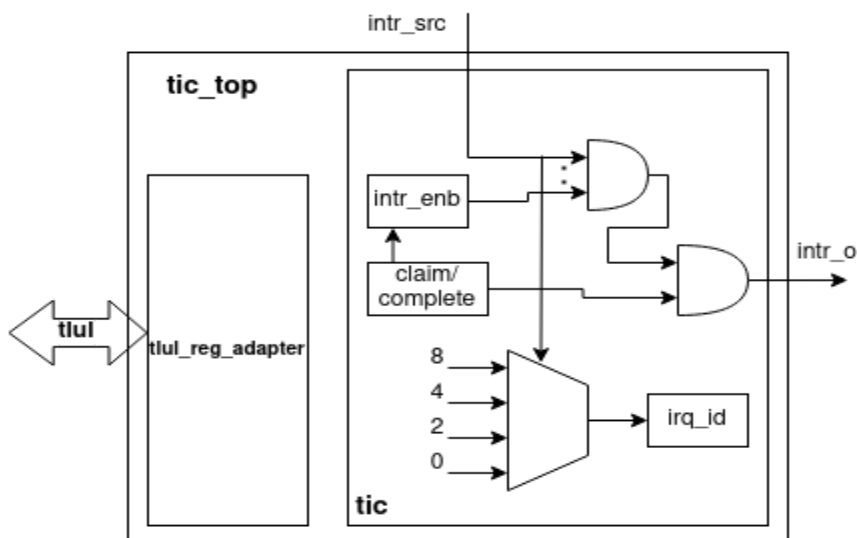 intr_src
tic_top
intr_enb
claim/
complete
intr_o
tlul
tlul_reg_adapter
8
4
2
0
irq_id
tic